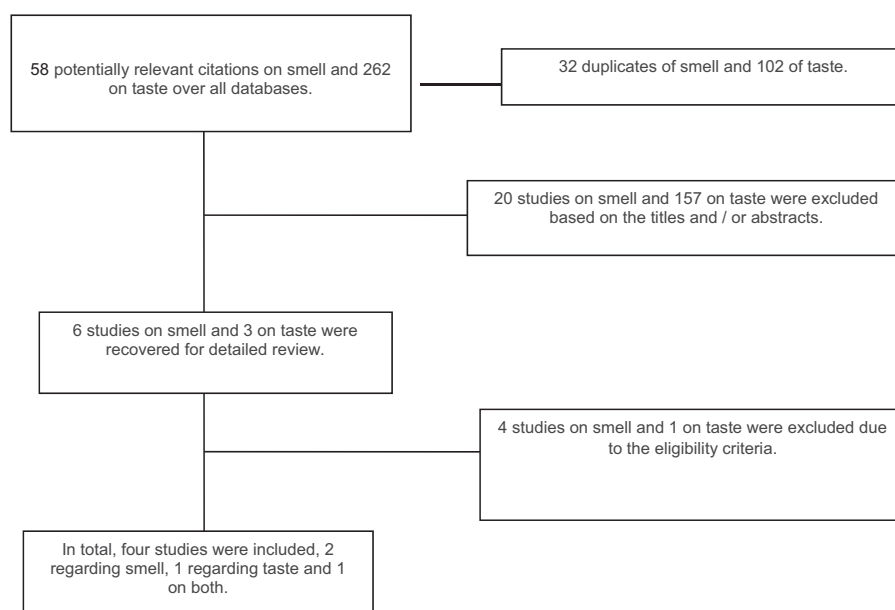 58 potentially relevant citations on smell and 262
on taste over all databases.
32 duplicates of smell and 102 of taste.
20 studies on smell and 157 on taste were excluded
based on the titles and / or abstracts.
6 studies on smell and 3 on taste were
recovered for detailed review.
4 studies on smell and 1 on taste were excluded due
to the eligibility criteria.
In total, four studies were included, 2
regarding smell, 1 regarding taste and 1
on both.